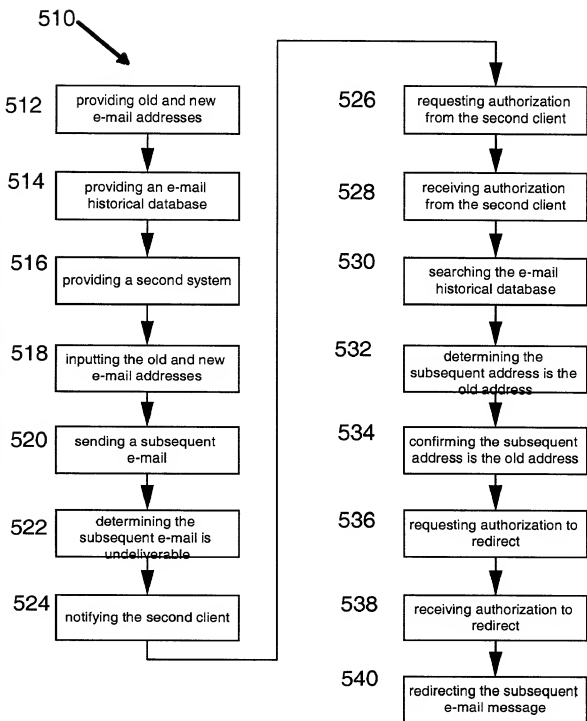 510
512
providing old and new
e-mail addresses
514
providing an e-mail
historical database
516
providing a second system
518
inputting the old and new
e-mail addresses
520
sending a subsequent
e-mail
522
determining the
subsequent e-mail is
undeliverable
524
notifying the second client
526
requesting authorization
from the second client
528
receiving authorization
from the second client
530
searching the e-mail
historical database
532
determining the
subsequent address is the
old address
534
confirming the subsequent
address is the old address
536
requesting authorization to
redirect
538
receiving authorization to
redirect
540
redirecting the subsequent
e-mail message